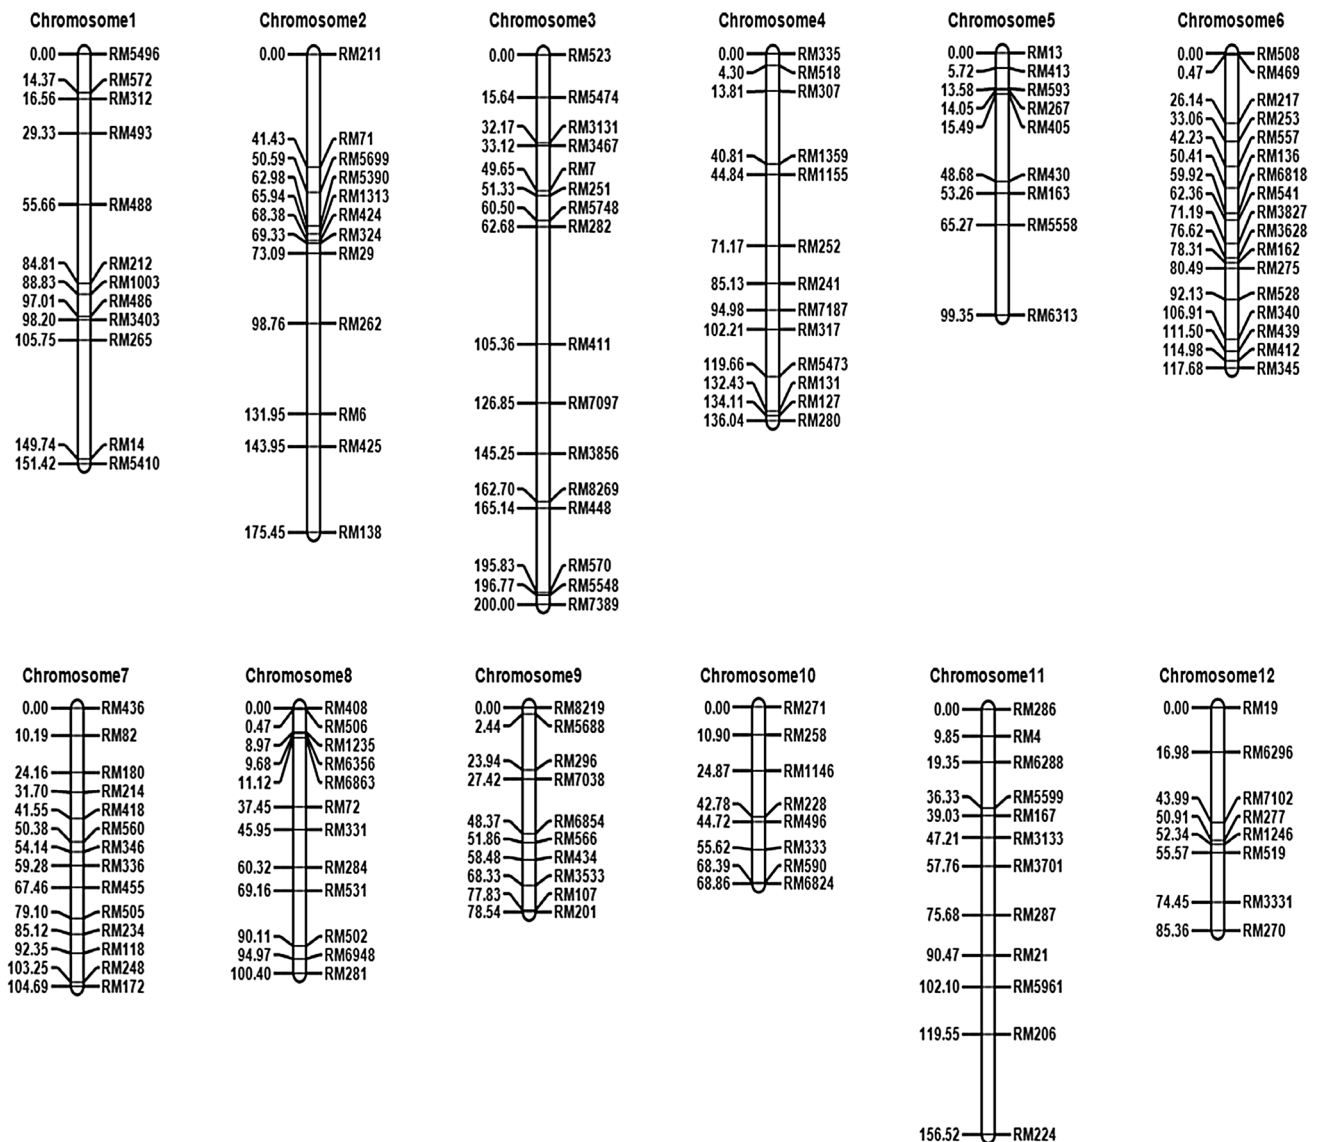 Chromosome1
0.00 RM5496
14.37 RM572
16.56 RM312
29.33 RM493
55.66 RM488
84.81 RM212
88.83 RM1003
97.01 RM486
98.20 RM3403
105.75 RM265
149.74 RM14
151.42 RM5410
Chromosome2
0.00 RM211
41.43 RM71
50.59 RM5699
62.98 RM5390
65.94 RM1313
68.38 RM424
69.33 RM324
73.09 RM29
98.76 RM262
131.95 RM6
143.95 RM425
175.45 RM138
Chromosome3
0.00 RM523
15.64 RM5474
32.17 RM3131
33.12 RM3467
49.65 RM7
51.33 RM251
60.50 RM5748
62.68 RM282
105.36 RM411
126.85 RM7097
145.25 RM3856
162.70 RM8269
165.14 RM448
195.83 RM570
196.77 RM5548
200.00 RM7389
Chromosome4
0.00 RM335
4.30 RM518
13.81 RM307
40.81 RM1359
44.84 RM1155
71.17 RM252
85.13 RM241
94.98 RM7187
102.21 RM317
119.66 RM5473
132.43 RM131
134.11 RM127
136.04 RM280
Chromosome5
0.00 RM13
5.72 RM413
13.58 RM593
14.05 RM267
15.49 RM405
48.68 RM430
53.26 RM163
65.27 RM5558
99.35 RM6313
Chromosome6
0.00 RM508
0.47 RM469
26.14 RM217
33.06 RM253
42.23 RM557
50.41 RM136
59.92 RM6818
62.36 RM541
71.19 RM3827
76.62 RM3628
78.31 RM162
80.49 RM275
92.13 RM528
106.91 RM340
111.50 RM439
114.98 RM412
117.68 RM345
Chromosome7
0.00 RM436
10.19 RM82
24.16 RM180
31.70 RM214
41.55 RM418
50.38 RM560
54.14 RM346
59.28 RM336
67.46 RM455
79.10 RM505
85.12 RM234
92.35 RM118
103.25 RM248
104.69 RM172
Chromosome8
0.00 RM408
0.47 RM506
8.97 RM1235
9.68 RM6356
11.12 RM6863
37.45 RM72
45.95 RM331
60.32 RM284
69.16 RM531
90.11 RM502
94.97 RM6948
100.40 RM281
Chromosome9
0.00 RM8219
2.44 RM5688
23.94 RM296
27.42 RM7038
48.37 RM6854
51.86 RM566
58.48 RM434
68.33 RM3533
77.83 RM107
78.54 RM201
Chromosome10
0.00 RM271
10.90 RM258
24.87 RM1146
42.78 RM228
44.72 RM496
55.62 RM333
68.39 RM590
68.86 RM6824
Chromosome11
0.00 RM286
9.85 RM4
19.35 RM6288
36.33 RM5599
39.03 RM167
47.21 RM3133
57.76 RM3701
75.68 RM287
90.47 RM21
102.10 RM5961
119.55 RM206
156.52 RM224
Chromosome12
0.00 RM19
16.98 RM6296
43.99 RM7102
50.91 RM277
52.34 RM1246
55.57 RM519
74.45 RM3331
85.36 RM270